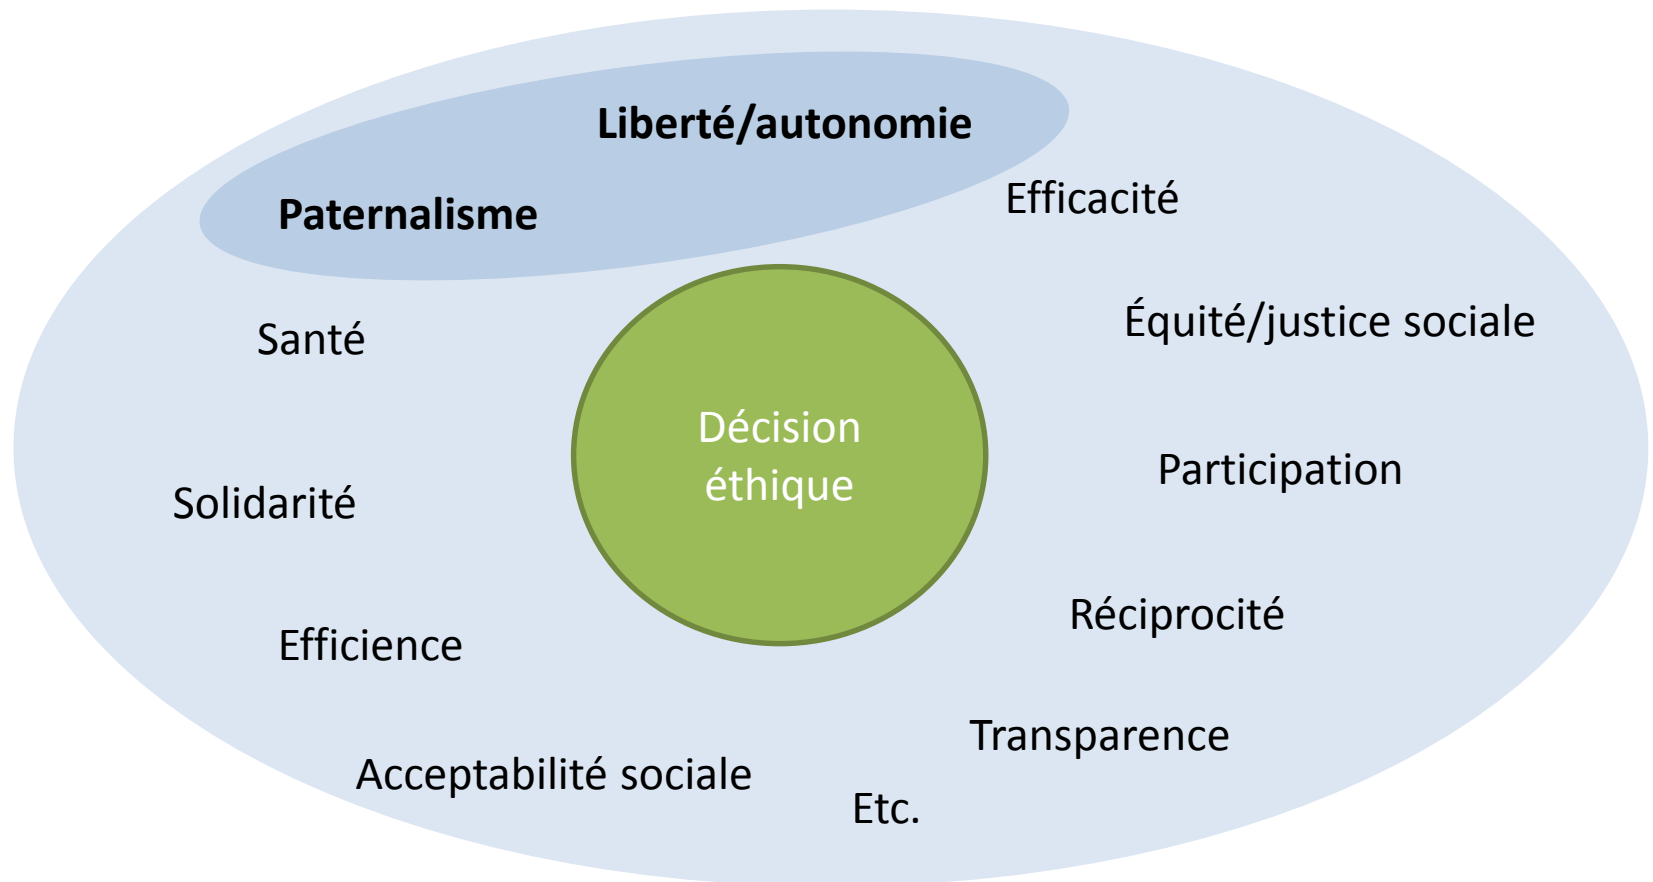 Liberté/autonomie
Paternalisme
Efficacité
Santé
Équité/justice sociale
Décision
éthique
Solidarité
Participation
Efficience
Réciprocité
Acceptabilité sociale
Transparence
Etc.